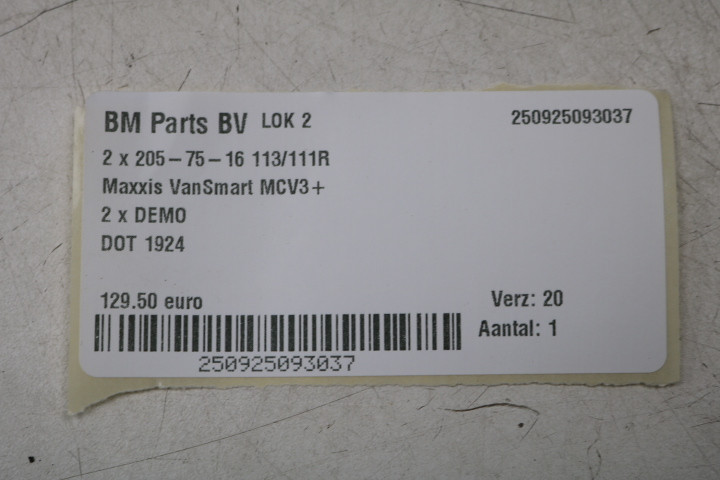 BM Parts BV LOK 2 250925093037
2 x 205-75-16 113/111R
Maxxis VanSmart MCV3+
2 x DEMO
DOT 1924
129.50 euro Verz: 20
Aantal: 1
250925093037